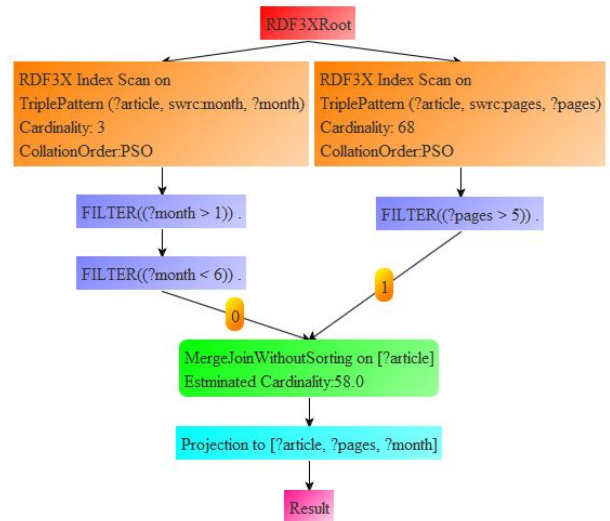 RDF3XRoot
RDF3X Index Scan on
TriplePattern (?article, swrc:month, ?month)
Cardinality: 3
CollationOrder:PSO
RDF3X Index Scan on
TriplePattern (?article, swrc:pages, ?pages)
Cardinality: 68
CollationOrder:PSO
FILTER((?month > 1)) .
FILTER((?pages > 5)) .
FILTER((?month < 6)) .
1
0
MergeJoinWithoutSorting on [?article]
Estminated Cardinality:58.0
Projection to [?article, ?pages, ?month]
Result